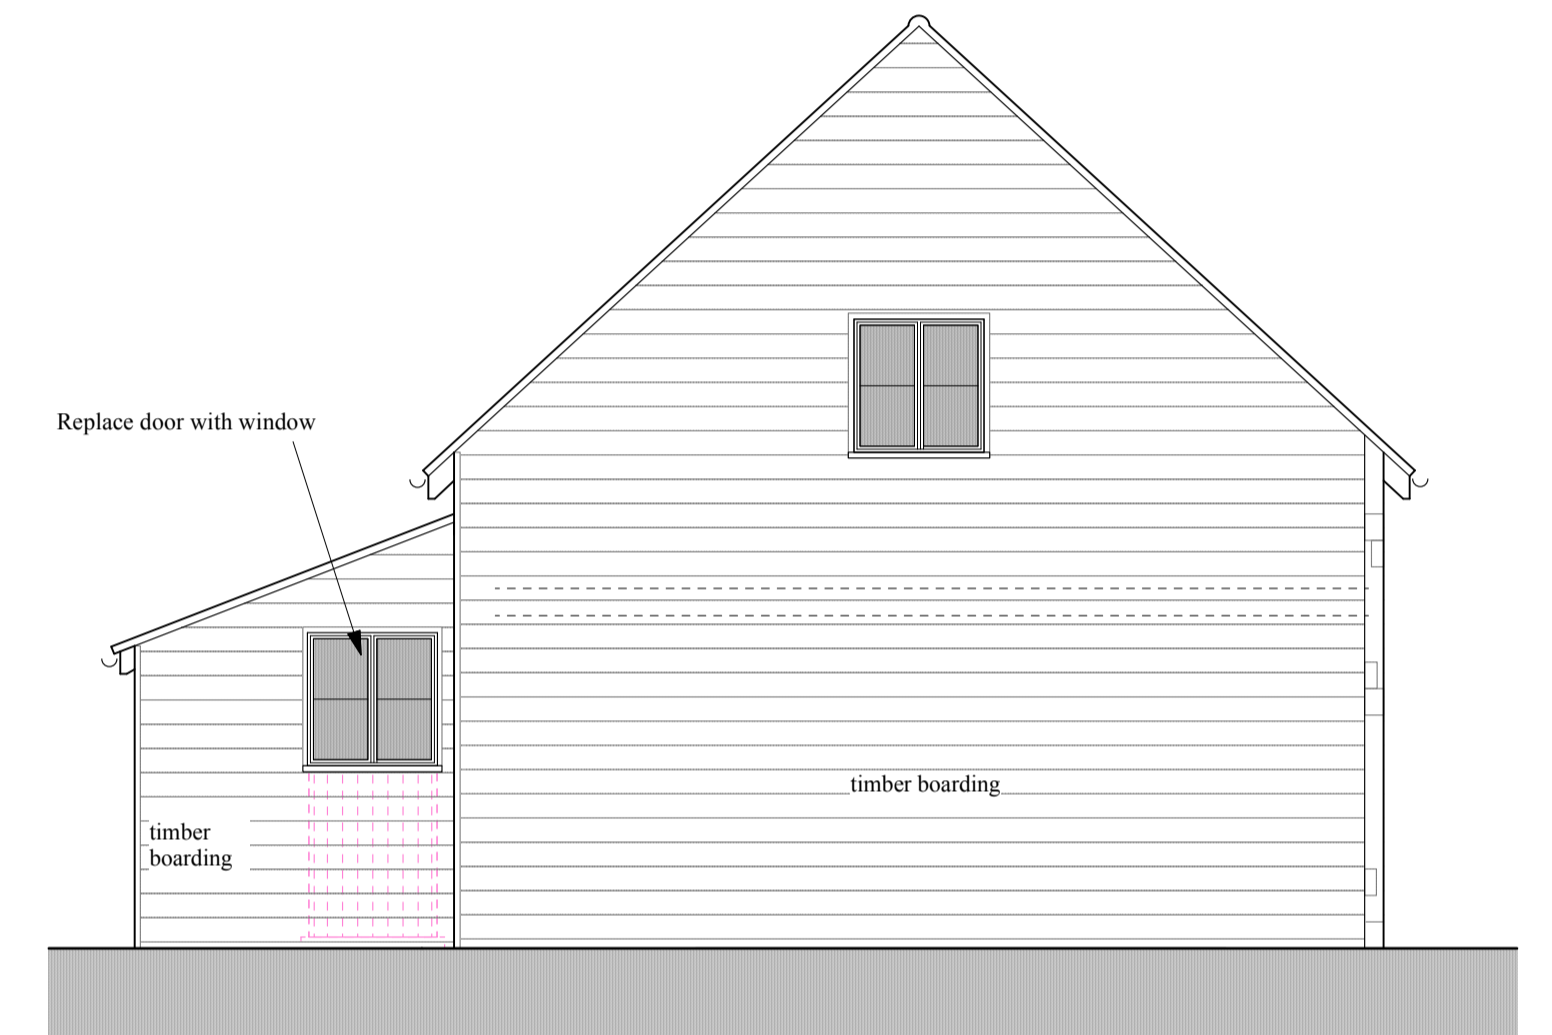 Replace door with window
timber boarding
timber
boarding